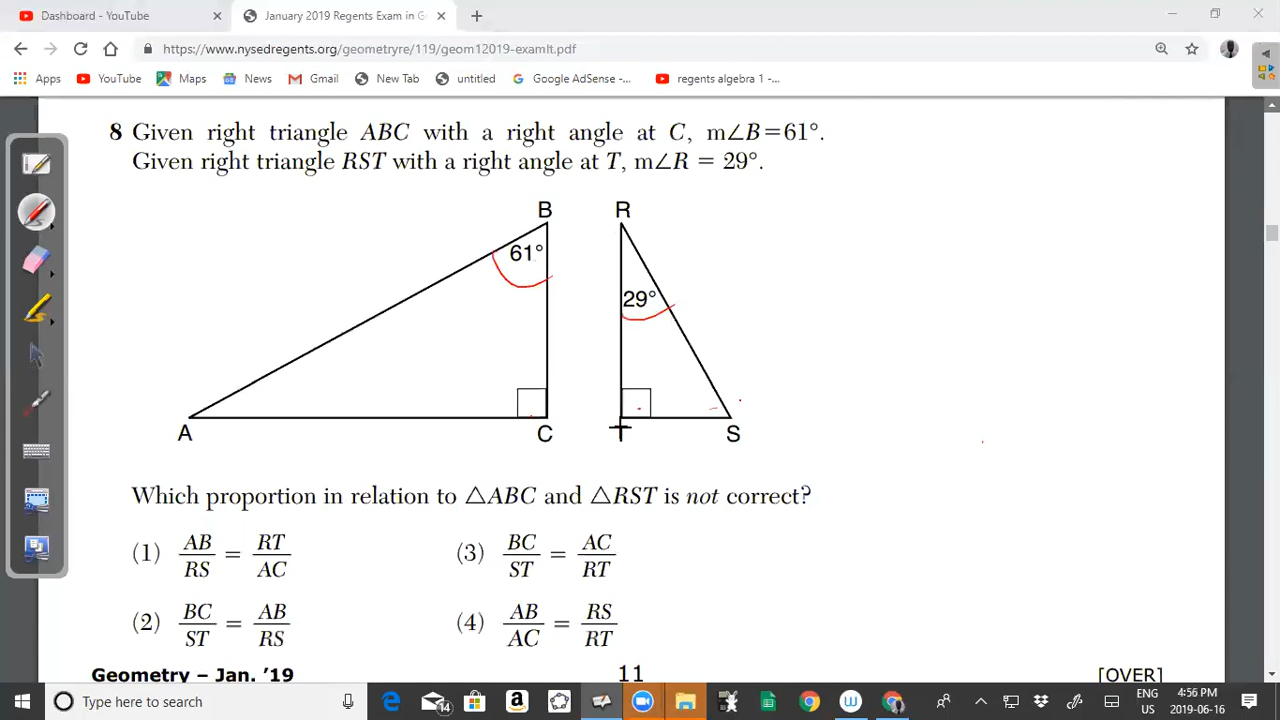 Dashboard - YouTube
January 2019 Regents Exam in Ge
https://www.nysedregents.org/geometryre/119/geom12019-examlt.pdf
Apps YouTube Maps News Gmail New Tab untitled Google AdSense -... regents algebra 1 -...
8 Given right triangle ABC with a right angle at C, m∠B=61°.
Given right triangle RST with a right angle at T, m∠R = 29°.
B R
61°
29°
A C T S
Which proportion in relation to △ABC and △RST is not correct?
(1) AB/RS = RT/AC (3) BC/ST = AC/RT
(2) BC/ST = AB/RS (4) AB/AC = RS/RT
Geometry – Jan. '19 11 [OVER]
Type here to search 14 ENG 4:56 PM
US 2019-06-16